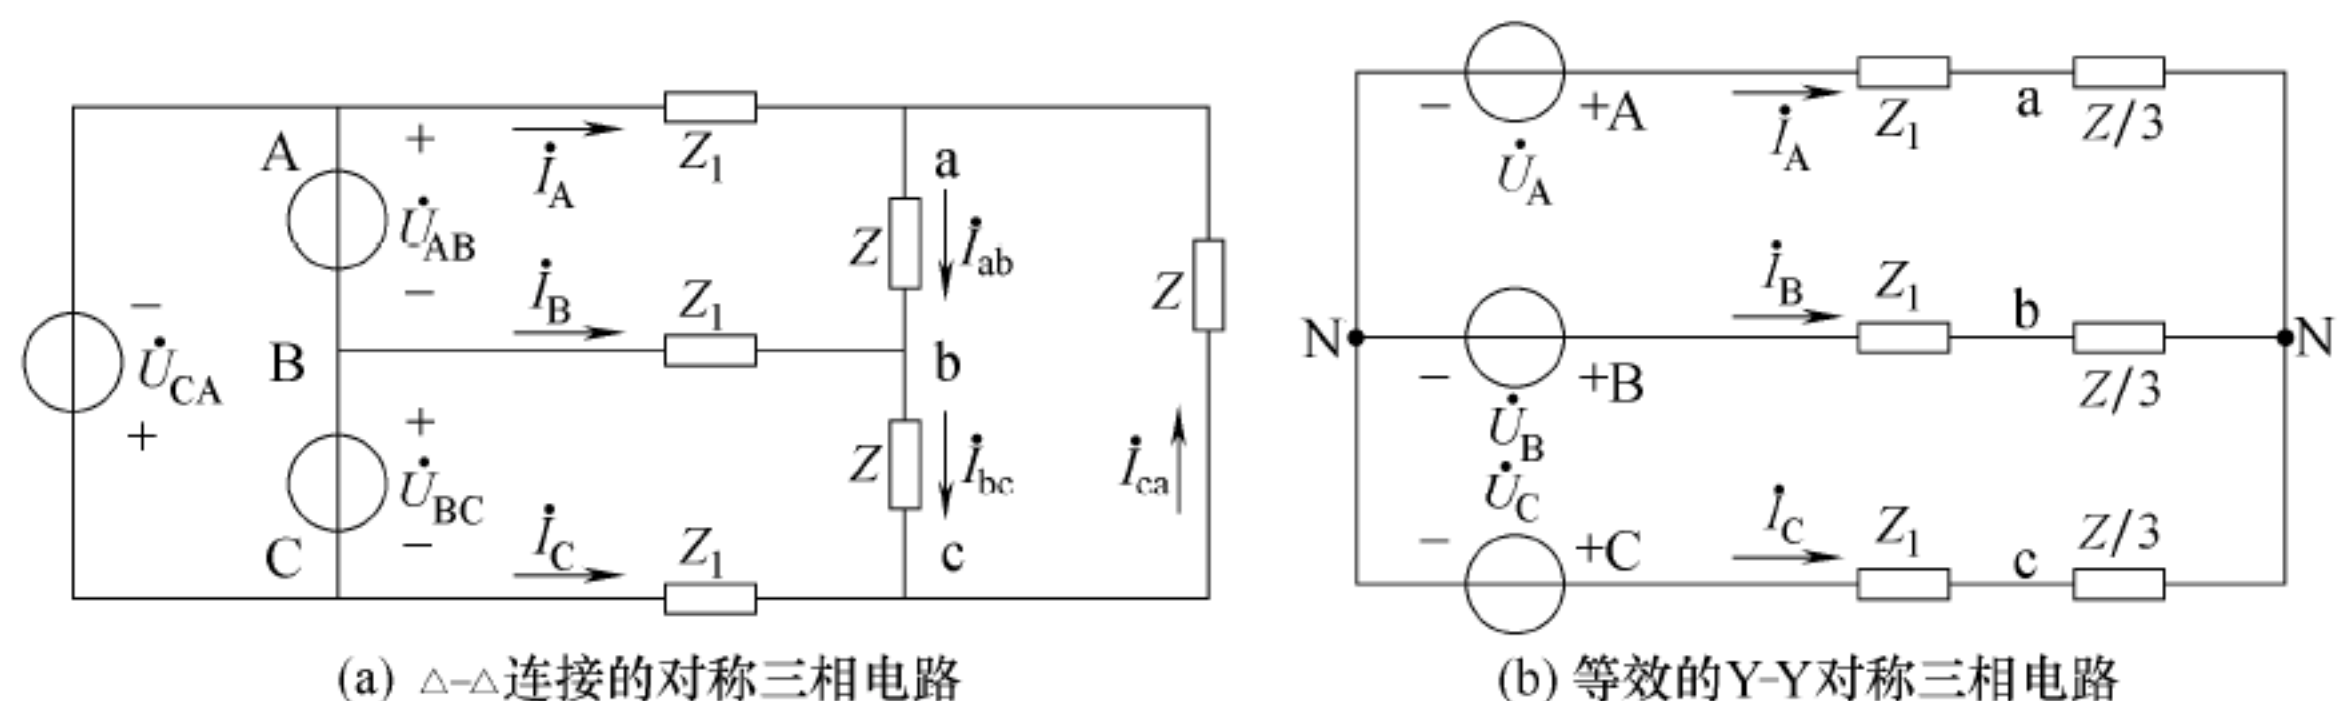 A
+
U̇AB
−
İA
Z1
a
Z
İab
B
İB
Z1
b
−
U̇CA
+
Z
+
U̇BC
−
C
İC
Z1
Z
İbc
c
İca
(a) △-△连接的对称三相电路
−
+A
U̇A
İA
Z1
a
Z/3
N
−
+B
U̇B
İB
Z1
b
Z/3
N
U̇C
−
+C
İC
Z1
c
Z/3
(b) 等效的Y-Y对称三相电路